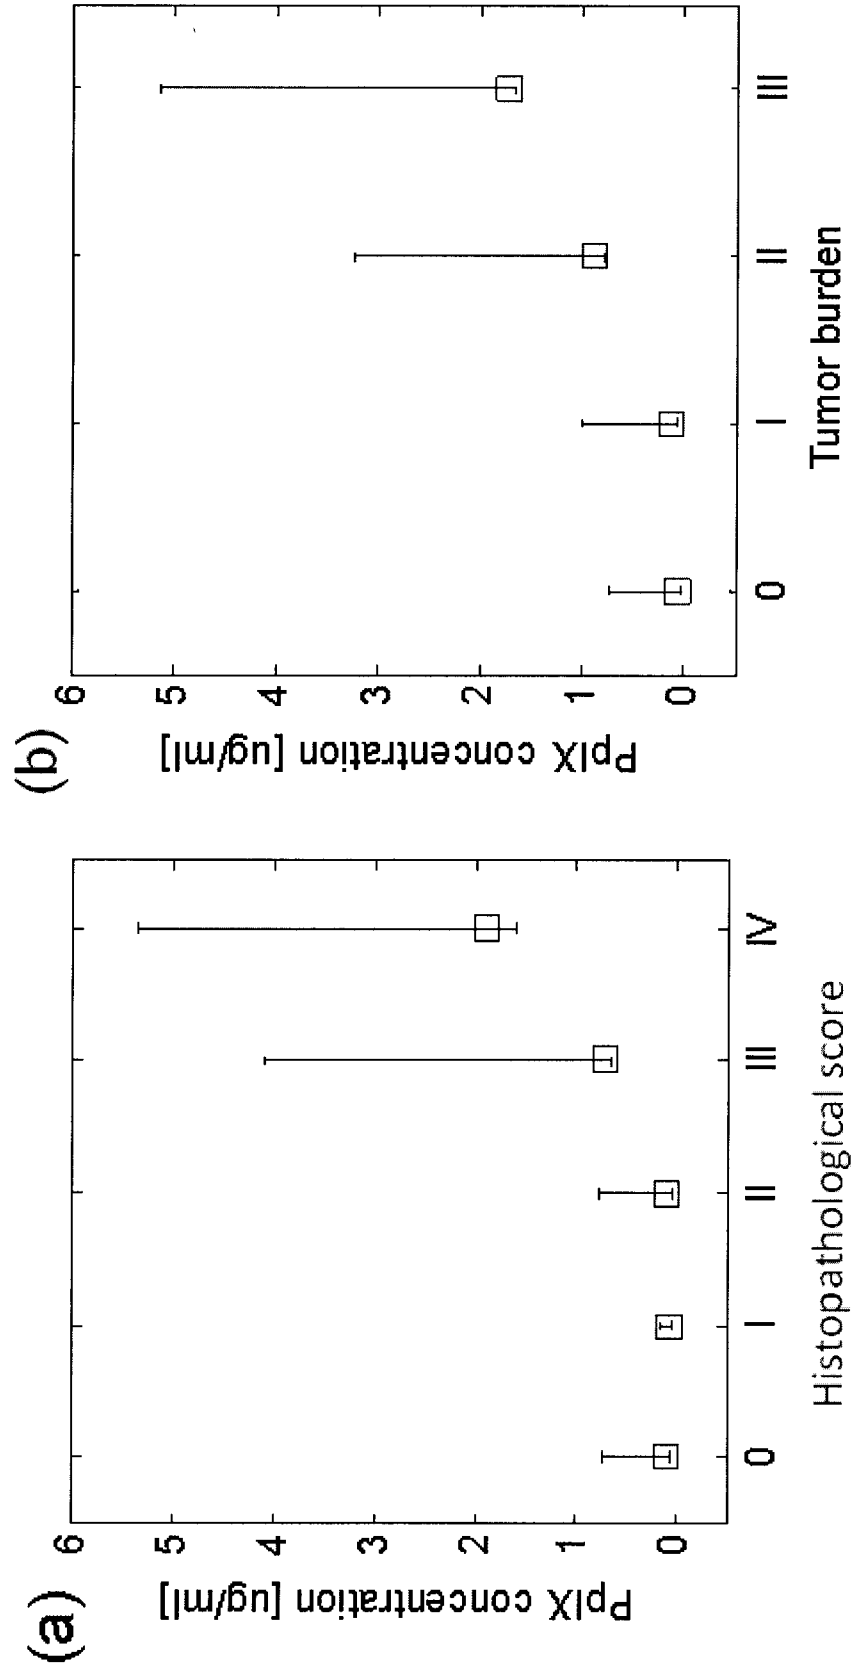 (a)
PpIX concentration [ug/ml]
6
5
4
3
2
1
0
0 I II III IV
Histopathological score
(b)
PpIX concentration [ug/ml]
6
5
4
3
2
1
0
0 I II III
Tumor burden